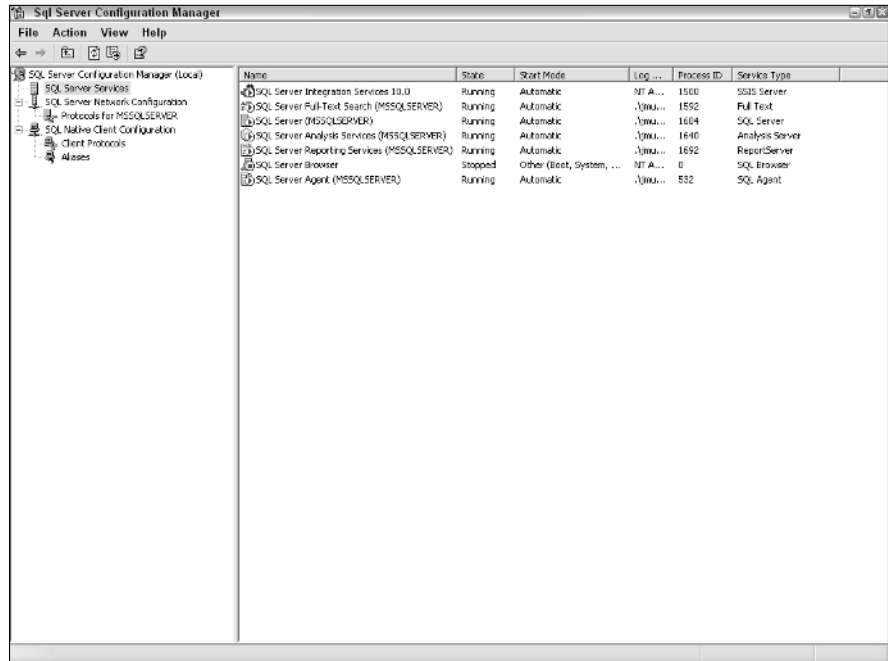 Sql Server Configuration Manager
File Action View Help
SQL Server Configuration Manager (Local)
SQL Server Services
SQL Server Network Configuration
Protocols for MSSQLSERVER
SQL Native Client Configuration
Client Protocols
Aliases
Name State Start Mode Log ... Process ID Service Type
SQL Server Integration Services 10.0 Running Automatic NT A... 1500 SSIS Server
SQL Server Full-Text Search (MSSQLSERVER) Running Automatic .\jmu... 1592 Full Text
SQL Server (MSSQLSERVER) Running Automatic .\jmu... 1604 SQL Server
SQL Server Analysis Services (MSSQLSERVER) Running Automatic .\jmu... 1640 Analysis Server
SQL Server Reporting Services (MSSQLSERVER) Running Automatic .\jmu... 1692 ReportServer
SQL Server Browser Stopped Other (Boot, System, ... NT A... 0 SQL Browser
SQL Server Agent (MSSQLSERVER) Running Automatic .\jmu... 532 SQL Agent